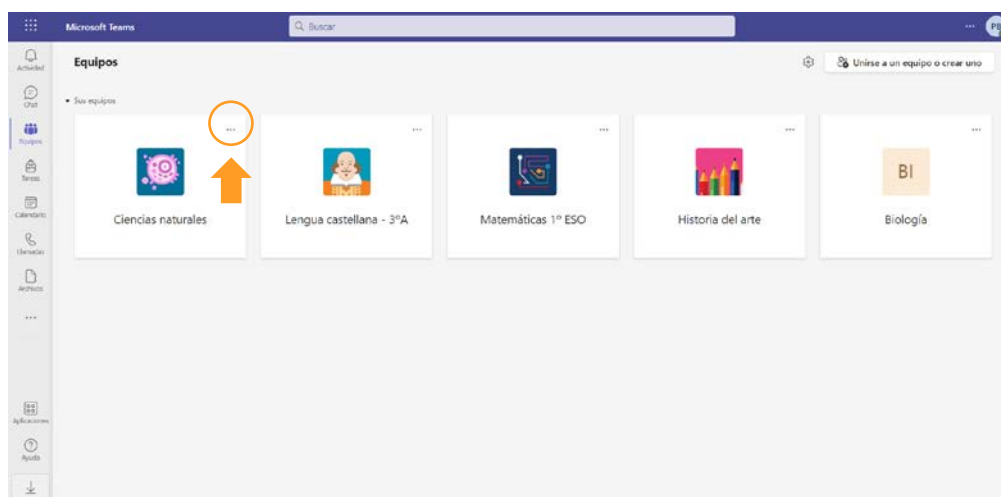 Microsoft Teams
Buscar
...
PB
Actividad
Equipos
Unirse a un equipo o crear uno
Chat
Sus equipos
Equipos
...
...
...
...
...
BI
Tareas
Ciencias naturales
Lengua castellana - 3ºA
Matemáticas 1º ESO
Historia del arte
Biología
Calendario
Llamadas
Archivos
...
Aplicaciones
Ayuda